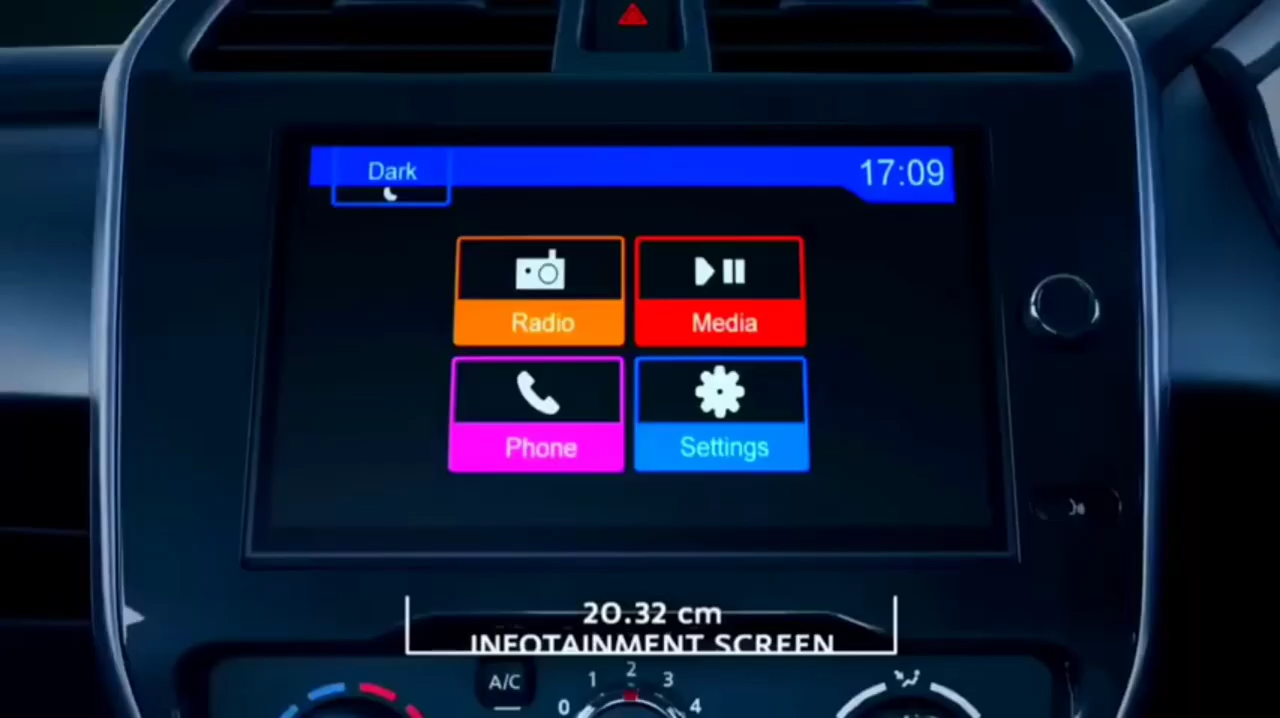 Dark
17:09
Radio
Media
Phone
Settings
20.32 cm
INFOTAINMENT SCREEN
A/C
0 1 2 3 4